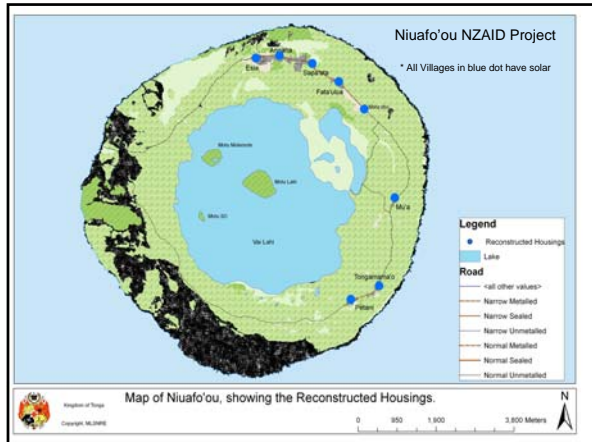 Niuafo'ou NZAID Project
* All Villages in blue dot have solar
Esia
Sapa'ata
Fata'ulua
Mu'a
Motu Molemole
Motu Lahi
Vai Lahi
Tongamama'o
Petani
Legend
Reconstructed Housings
Lake
Road
<all other values>
Narrow Metalled
Narrow Sealed
Narrow Unmetalled
Normal Metalled
Normal Sealed
Normal Unmetalled
Kingdom of Tonga
Copyright, MLSNRE
Map of Niuafo'ou, showing the Reconstructed Housings.
N
0 950 1,900 3,800 Meters